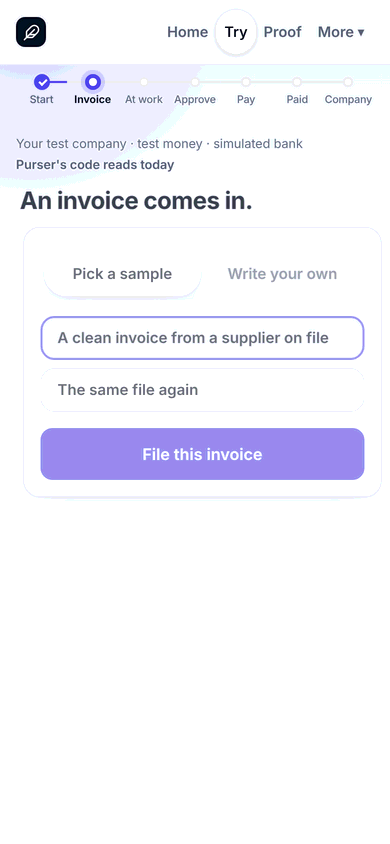 Home Try Proof More ▾
Start Invoice At work Approve Pay Paid Company
Your test company · test money · simulated bank
Purser's code reads today
An invoice comes in.
Pick a sample Write your own
A clean invoice from a supplier on file
The same file again
File this invoice